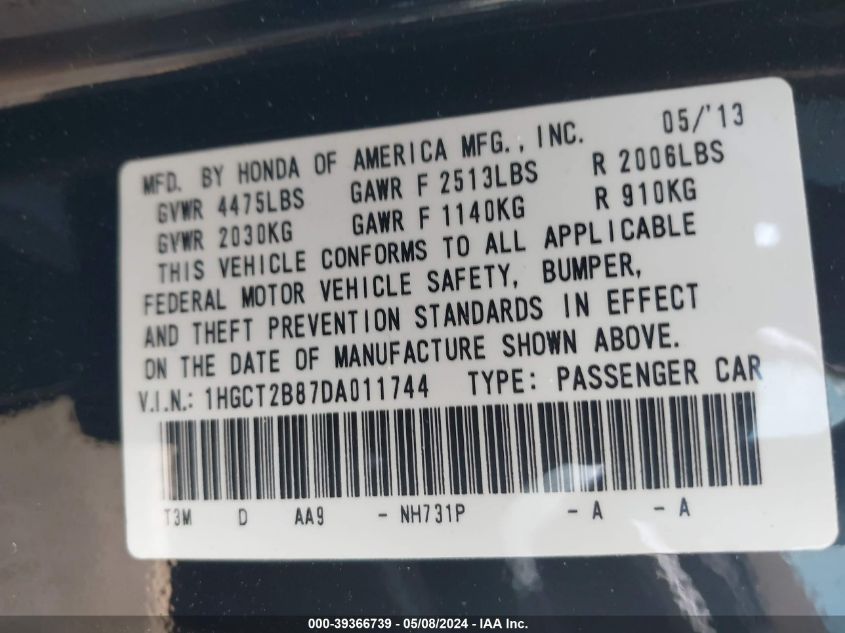 05/'13
MFD. BY HONDA OF AMERICA MFG., INC.
GVWR 4475LBS GAWR F 2513LBS R 2006LBS
GVWR 2030KG GAWR F 1140KG R 910KG
THIS VEHICLE CONFORMS TO ALL APPLICABLE
FEDERAL MOTOR VEHICLE SAFETY, BUMPER,
AND THEFT PREVENTION STANDARDS IN EFFECT
ON THE DATE OF MANUFACTURE SHOWN ABOVE.
V.I.N.: 1HGCT2B87DA011744 TYPE: PASSENGER CAR
T3M D AA9 - NH731P - A - A
000-39366739 - 05/08/2024 - IAA Inc.